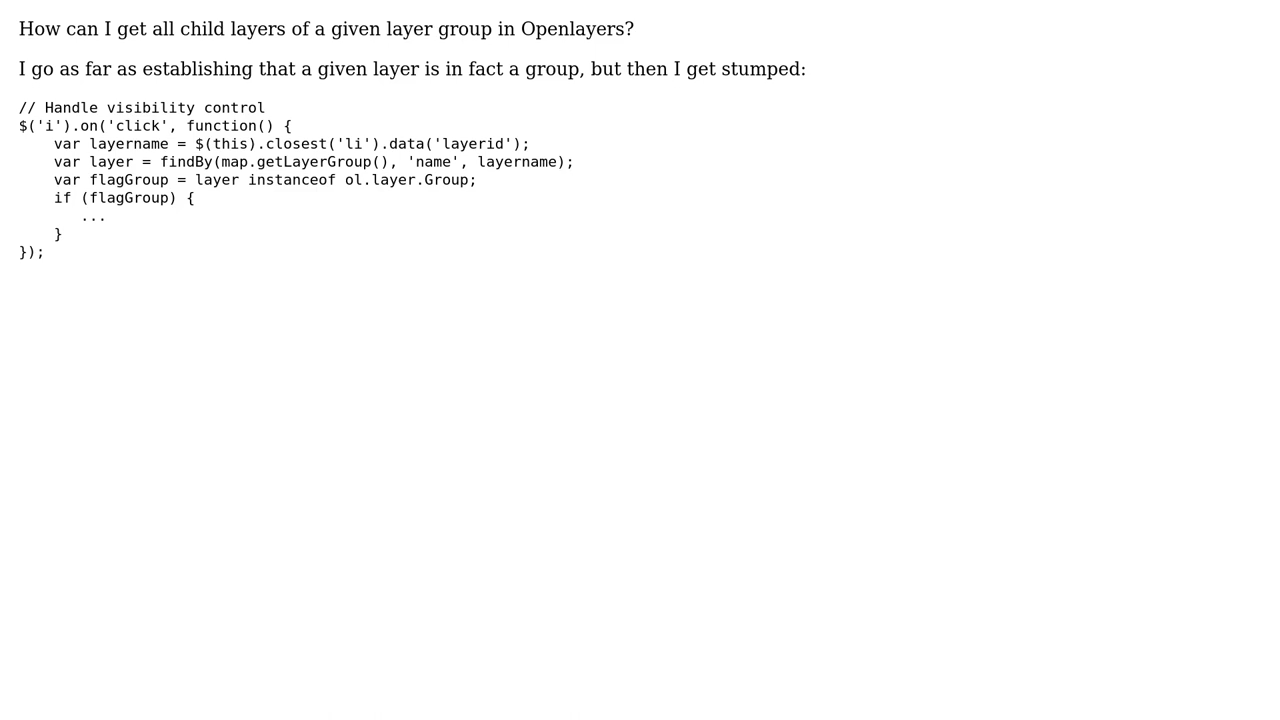 How can I get all child layers of a given layer group in Openlayers?
I go as far as establishing that a given layer is in fact a group, but then I get stumped:
// Handle visibility control
$('i').on('click', function() {
    var layername = $(this).closest('li').data('layerid');
    var layer = findBy(map.getLayerGroup(), 'name', layername);
    var flagGroup = layer instanceof ol.layer.Group;
    if (flagGroup) {
       ...
    }
});